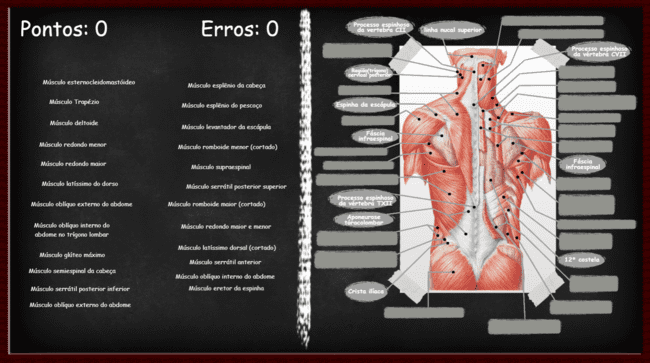 Pontos: 0
Erros: 0
Músculo esternocleidomastóideo
Músculo Trapézio
Músculo deltoide
Músculo redondo menor
Músculo redondo maior
Músculo latíssimo do dorso
Músculo oblíquo externo do abdome
Músculo oblíquo interno do
abdome no trígono lombar
Músculo glúteo máximo
Músculo semiespinal da cabeça
Músculo serrátil posterior inferior
Músculo oblíquo externo do abdome
Músculo esplênio da cabeça
Músculo esplênio do pescoço
Músculo levantador da escápula
Músculo romboide menor (cortado)
Músculo supraespinal
Músculo serrátil posterior superior
Músculo romboide maior (cortado)
Músculo redondo maior e menor
Músculo latíssimo dorsal (cortado)
Músculo serrátil anterior
Músculo oblíquo interno do abdome
Músculo eretor da espinha
Processo espinhoso
da vértebra CII
linha nucal superior
Processo espinhoso
da vértebra CVII
Espinha da escápula
Fáscia
infraespinal
Fáscia
infraespinal
Processo espinhoso
da vértebra TXII
Aponeurose
toracolombar
12ª costela
Crista ilíaca